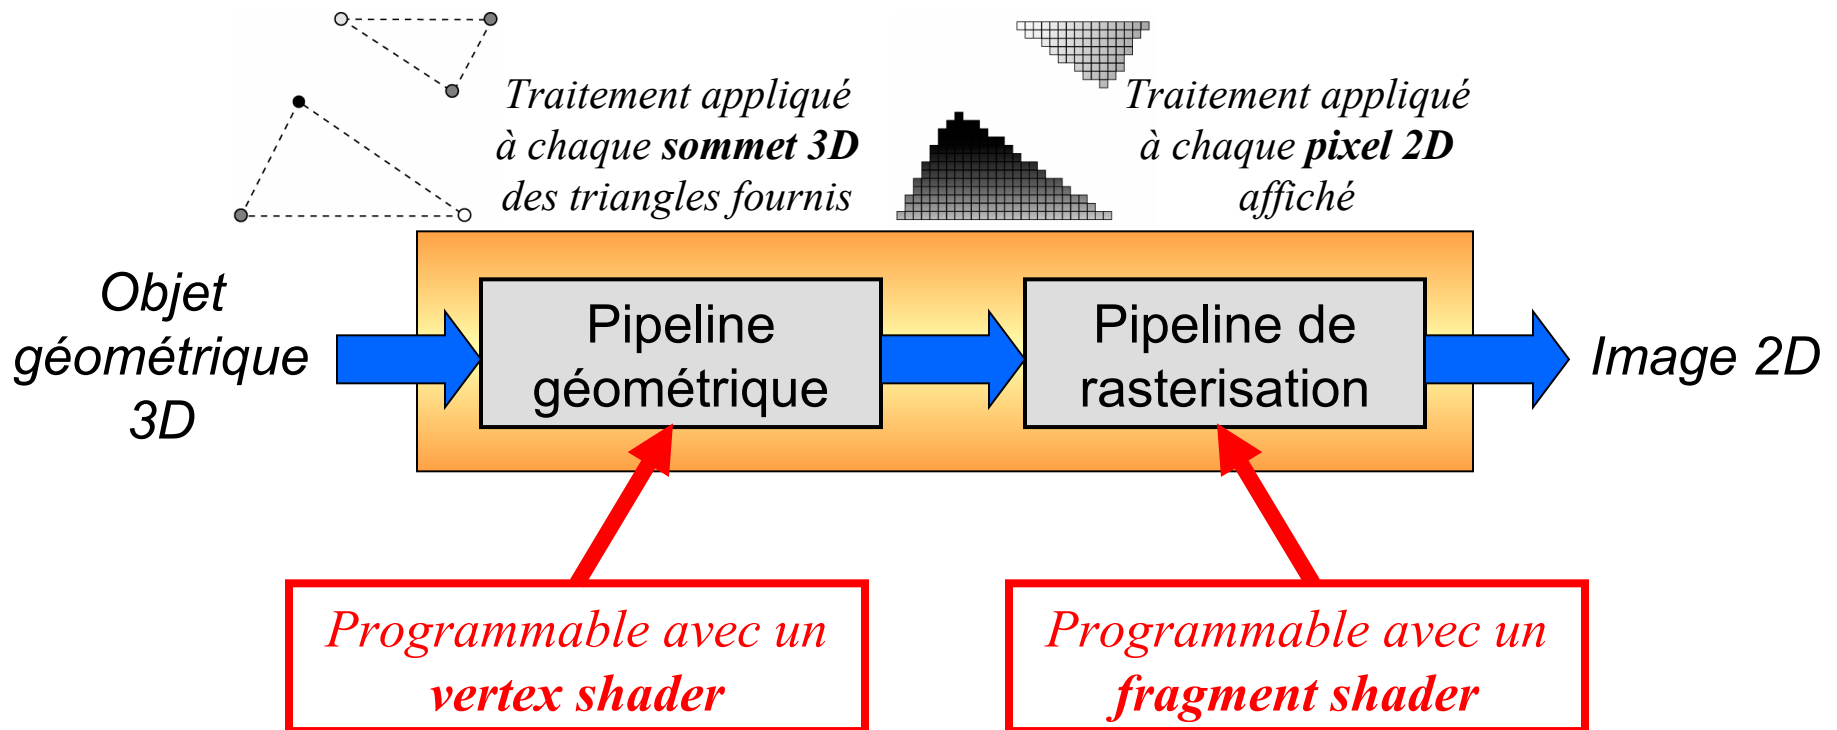 Traitement appliqué
à chaque sommet 3D
des triangles fournis
Traitement appliqué
à chaque pixel 2D
affiché
Objet
géométrique
3D
Pipeline
géométrique
Pipeline de
rasterisation
Image 2D
Programmable avec un
vertex shader
Programmable avec un
fragment shader